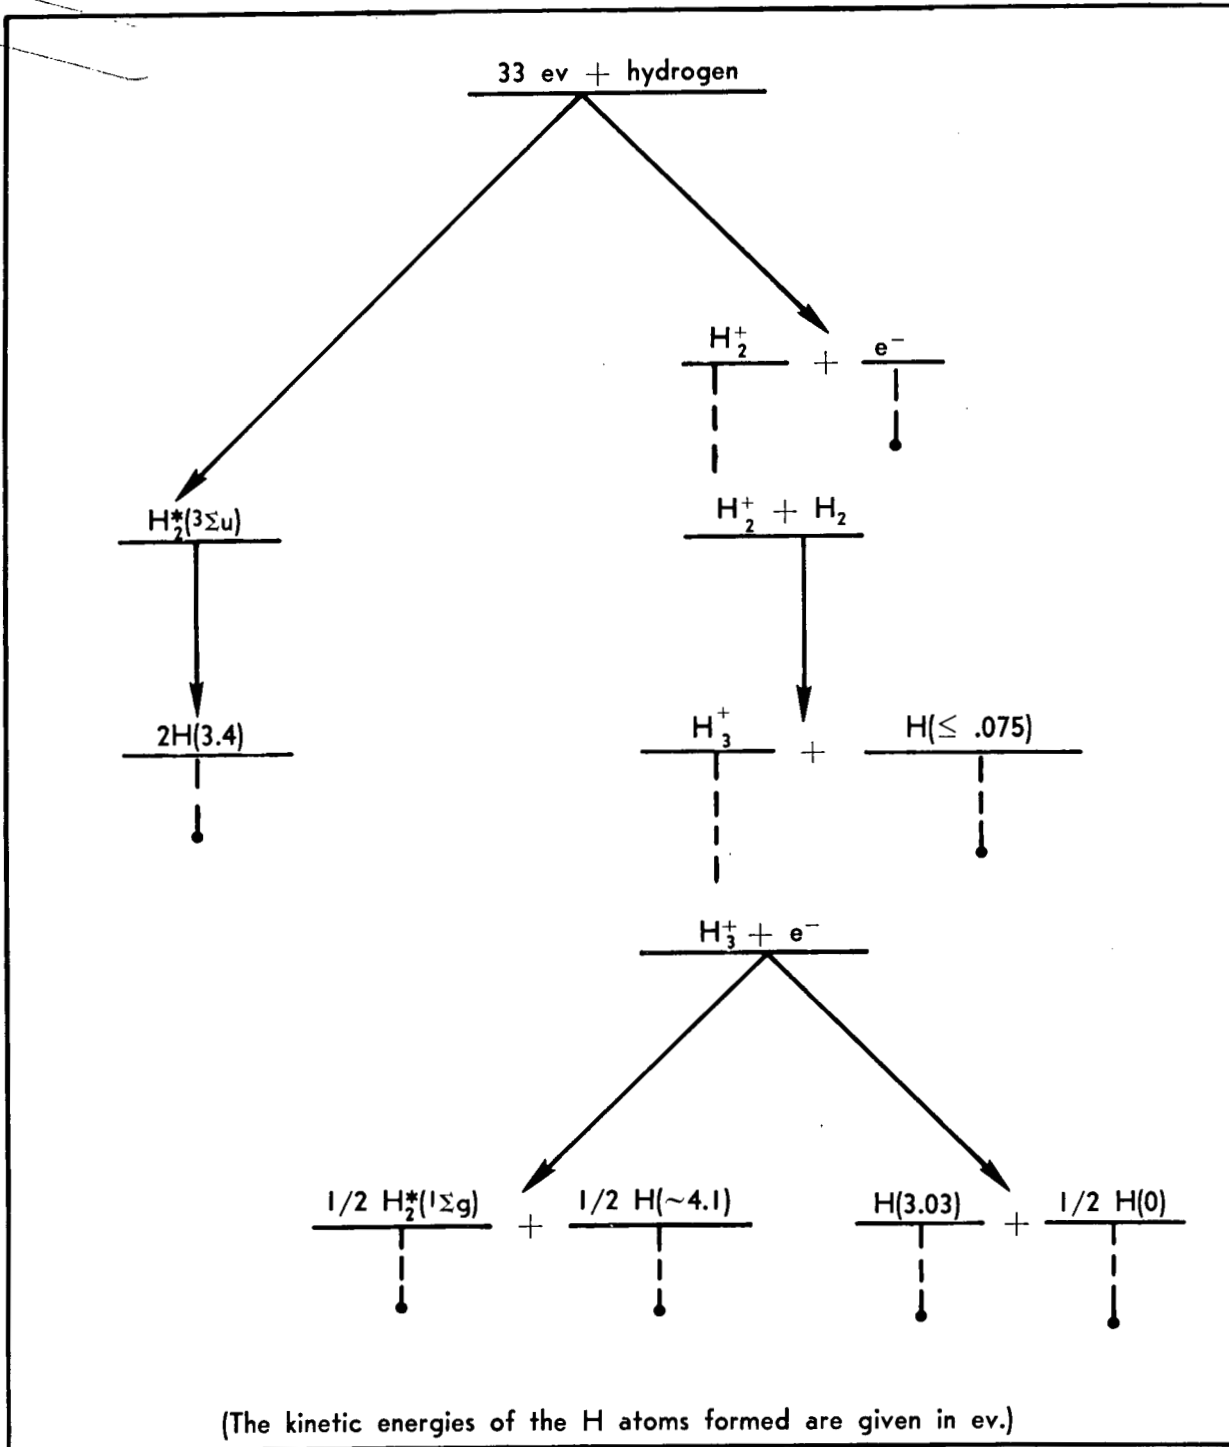 33 ev + hydrogen
H₂⁺ + e⁻
H₂*(³Σu)
H₂⁺ + H₂
2H(3.4)
H₃⁺ + H(≤ .075)
H₃⁺ + e⁻
1/2 H₂*(¹Σg) + 1/2 H(~4.1)
H(3.03) + 1/2 H(0)
(The kinetic energies of the H atoms formed are given in ev.)